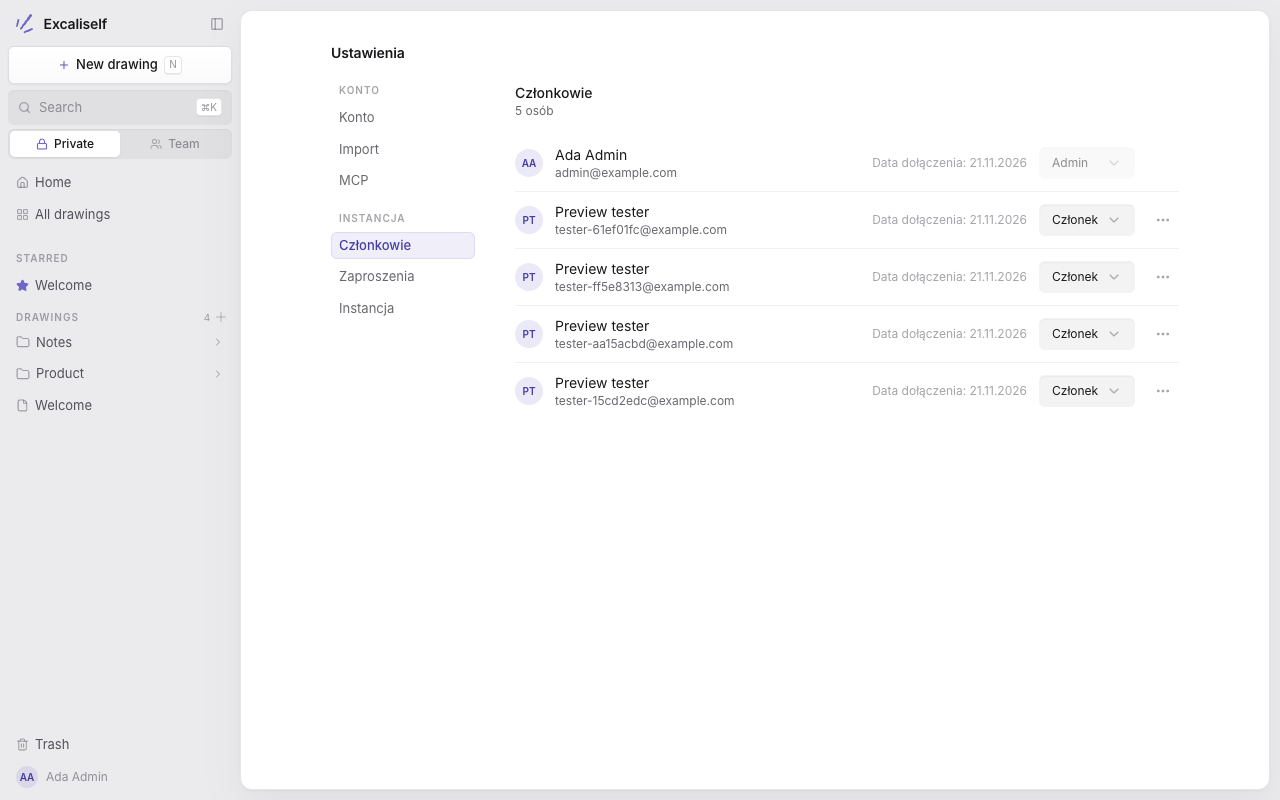 Excaliself
New drawing N
Search ⌘K
Private Team
Home
All drawings
STARRED
Welcome
DRAWINGS 4
Notes
Product
Welcome
Trash
AA Ada Admin
Ustawienia
KONTO
Konto
Import
MCP
INSTANCJA
Członkowie
Zaproszenia
Instancja
Członkowie
5 osób
AA Ada Admin
admin@example.com
Data dołączenia: 21.11.2026 Admin
PT Preview tester
tester-61ef01fc@example.com
Data dołączenia: 21.11.2026 Członek
PT Preview tester
tester-ff5e8313@example.com
Data dołączenia: 21.11.2026 Członek
PT Preview tester
tester-aa15acbd@example.com
Data dołączenia: 21.11.2026 Członek
PT Preview tester
tester-15cd2edc@example.com
Data dołączenia: 21.11.2026 Członek